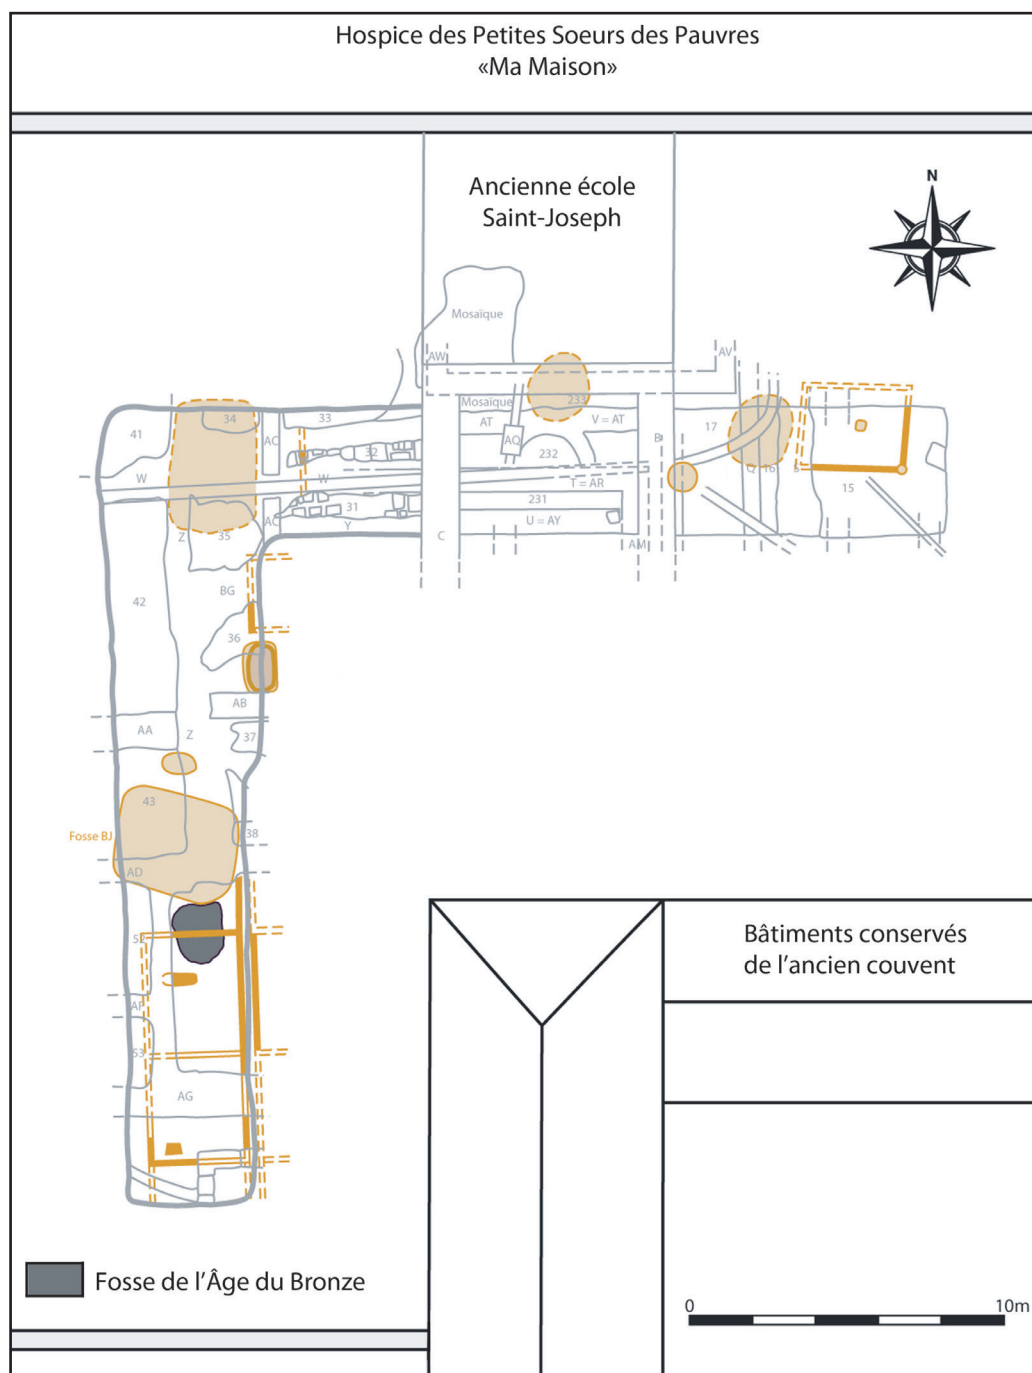 Hospice des Petites Soeurs des Pauvres
«Ma Maison»
Ancienne école
Saint-Joseph
N
Mosaïque
AW
AV
Mosaïque
233
34
33
41
AC
AT
V = AT
17
32
AQ
B
232
W
W
Q
16
15
T = AR
31
231
Y
AC
U = AY
Z
35
C
AM
BG
42
36
AB
AA
Z
37
43
Fosse BJ
38
AD
52
AF
53
AG
Bâtiments conservés
de l'ancien couvent
Fosse de l'Âge du Bronze
0
10m